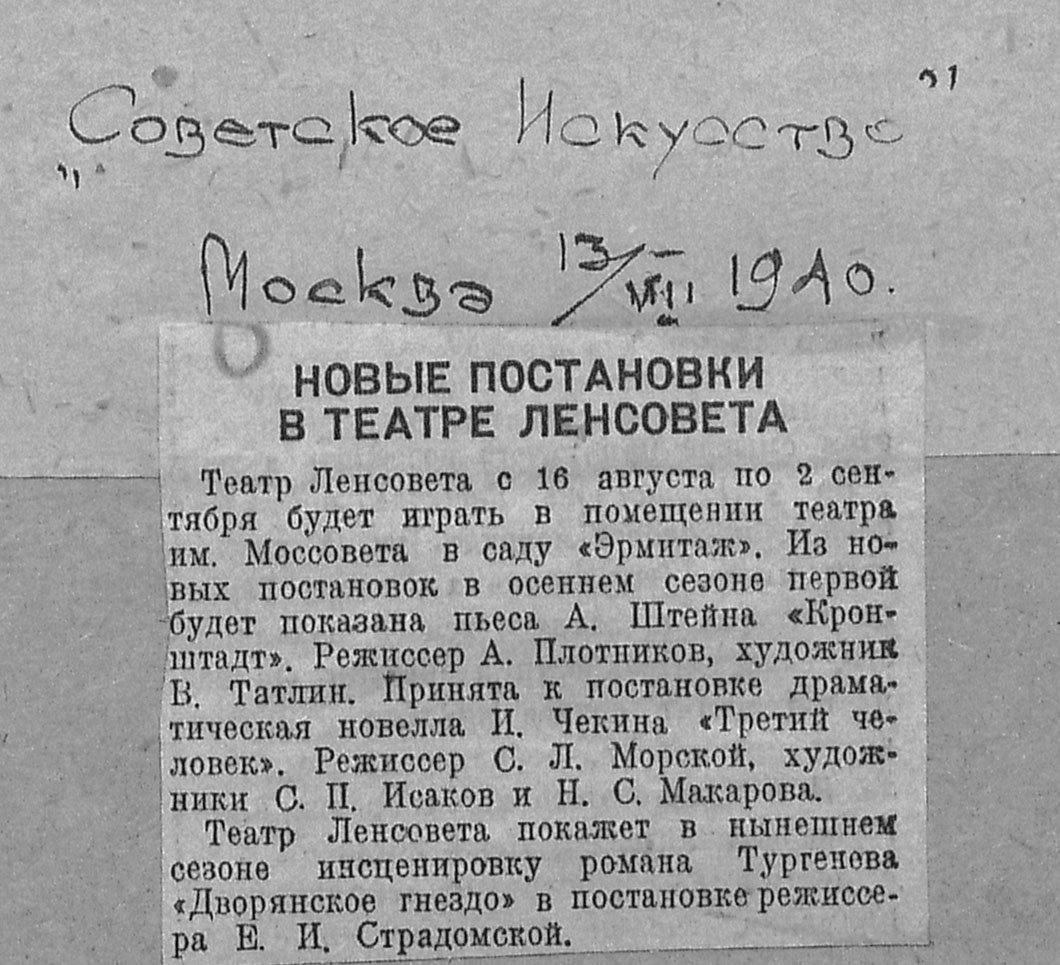 "Советское Искусство"
Москва 13/VIII 1940.
НОВЫЕ ПОСТАНОВКИ
В ТЕАТРЕ ЛЕНСОВЕТА
Театр Ленсовета с 16 августа по 2 сен-
тября будет играть в помещении театра
им. Моссовета в саду «Эрмитаж». Из но-
вых постановок в осеннем сезоне первой
будет показана пьеса А. Штейна «Крон-
штадт». Режиссер А. Плотников, художник
В. Татлин. Принята к постановке драма-
тическая новелла И. Чекина «Третий че-
ловек». Режиссер С. Л. Морской, худож-
ники С. П. Исаков и Н. С. Макарова.
Театр Ленсовета покажет в нынешнем
сезоне инсценировку романа Тургенева
«Дворянское гнездо» в постановке режиссе-
ра Е. И. Страдомской.